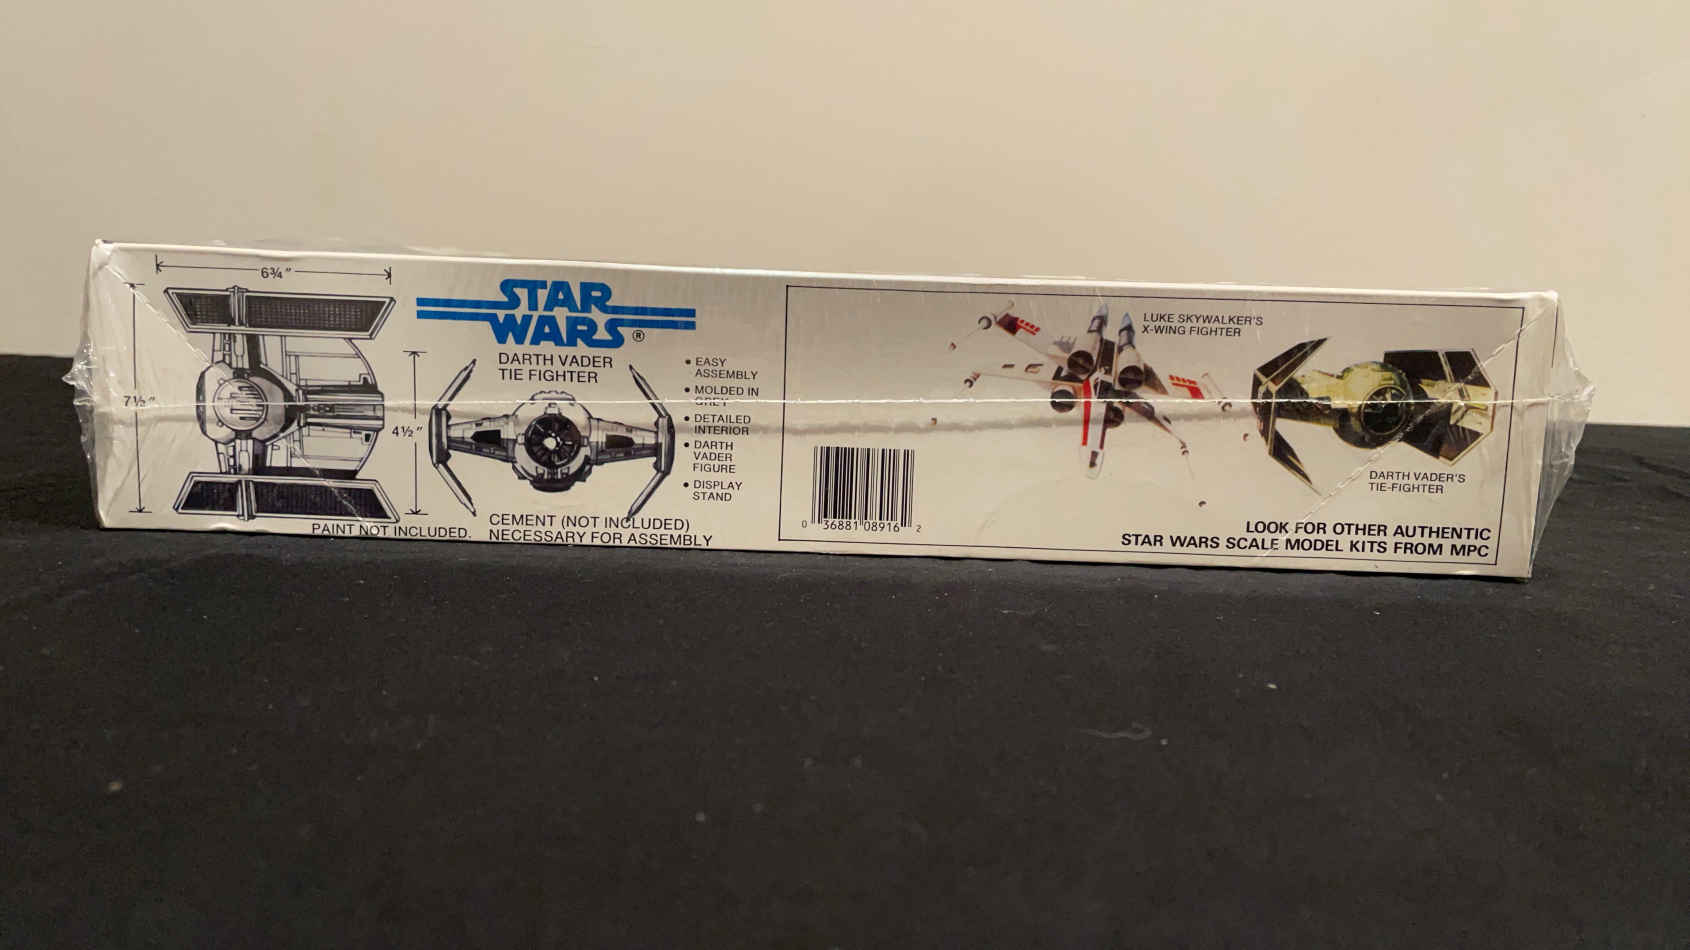 6¾"
7½"
4½"
STAR
WARS®
DARTH VADER
TIE FIGHTER
• EASY
ASSEMBLY
• MOLDED IN
GREY
• DETAILED
INTERIOR
• DARTH
VADER
FIGURE
• DISPLAY
STAND
PAINT NOT INCLUDED.
CEMENT (NOT INCLUDED)
NECESSARY FOR ASSEMBLY
0 36881 08916 2
LUKE SKYWALKER'S
X-WING FIGHTER
DARTH VADER'S
TIE-FIGHTER
LOOK FOR OTHER AUTHENTIC
STAR WARS SCALE MODEL KITS FROM MPC